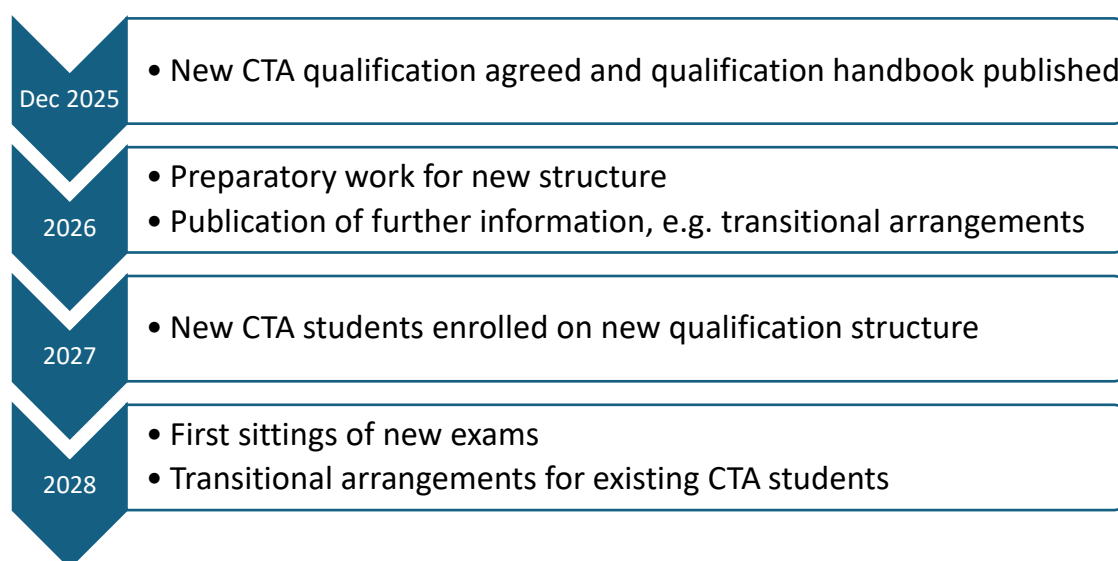 Dec 2025
• New CTA qualification agreed and qualification handbook published
2026
• Preparatory work for new structure
• Publication of further information, e.g. transitional arrangements
2027
• New CTA students enrolled on new qualification structure
2028
• First sittings of new exams
• Transitional arrangements for existing CTA students